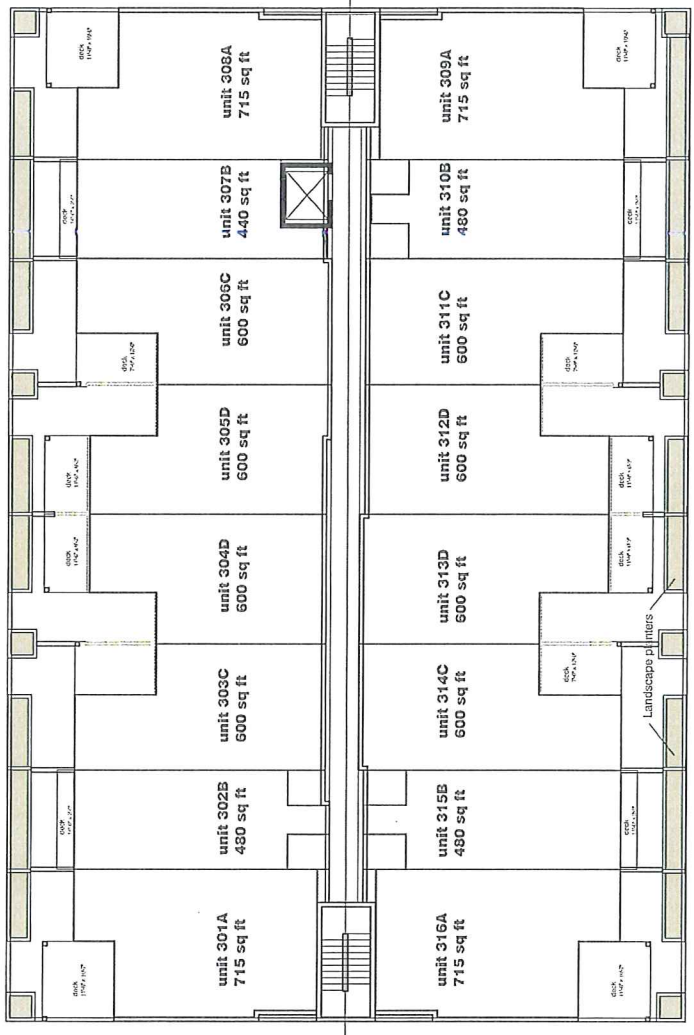 deck
unit 308A
715 sq ft
unit 309A
715 sq ft
deck
deck
unit 307B
440 sq ft
unit 310B
480 sq ft
deck
unit 306C
600 sq ft
unit 311C
600 sq ft
deck
deck
unit 305D
600 sq ft
unit 312D
600 sq ft
deck
deck
unit 304D
600 sq ft
unit 313D
600 sq ft
deck
deck
unit 303C
600 sq ft
unit 314C
600 sq ft
deck
Landscape planters
deck
unit 302B
480 sq ft
unit 315B
480 sq ft
deck
deck
unit 301A
715 sq ft
unit 316A
715 sq ft
deck